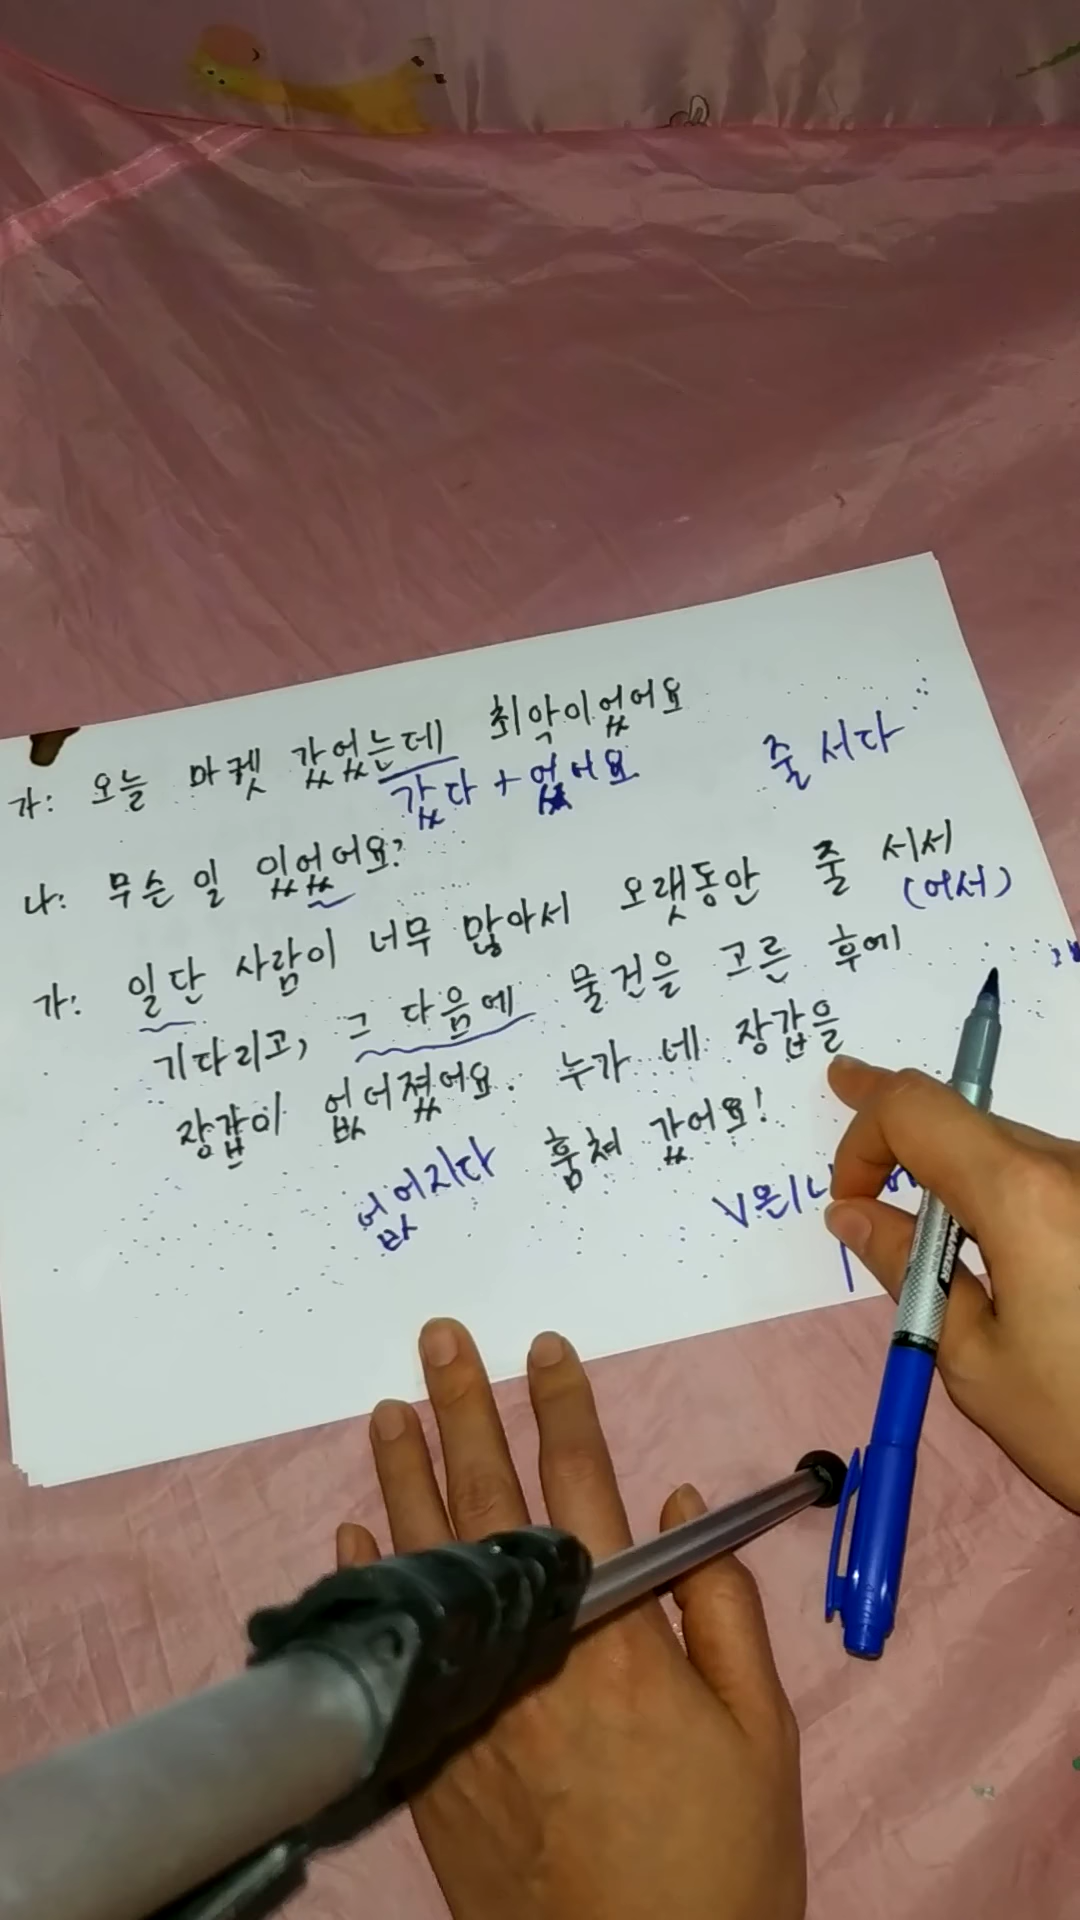 가: 오늘 마켓 갔었는데 최악이었어요
갔다 + 었어요
줄 서다
나: 무슨 일 있었어요?
가: 일단 사람이 너무 많아서 오랫동안 줄 서서
(어서)
기다리고, 그 다음에 물건을 고른 후에
장갑이 없어졌어요. 누가 네 장갑을
없어지다
훔쳐 갔어요!
V은/